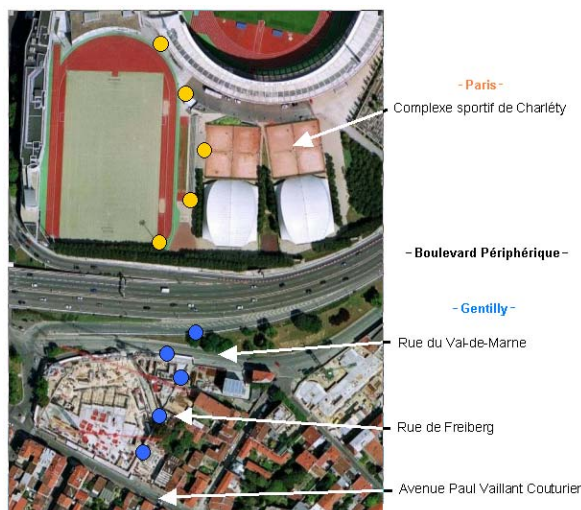 - Paris -
Complexe sportif de Charléty
- Boulevard Périphérique -
- Gentilly -
Rue du Val-de-Marne
Rue de Freiberg
Avenue Paul Vaillant Couturier